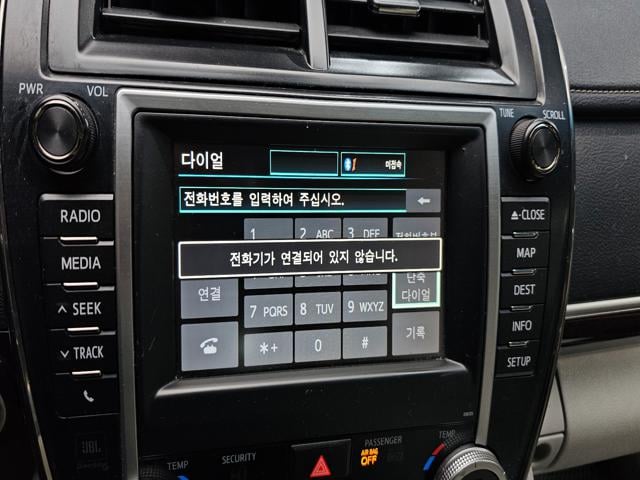 PWR
VOL
TUNE
SCROLL
다이얼
미접속
전화번호를 입력하여 주십시오.
1
2 ABC
3 DEF
전화기가 연결되어 있지 않습니다.
연결
단축
다이얼
7 PQRS
8 TUV
9 WXYZ
*+
0
#
기록
RADIO
MEDIA
SEEK
TRACK
CLOSE
MAP
DEST
INFO
SETUP
JBL
TEMP
SECURITY
PASSENGER
AIR BAG
OFF
TEMP